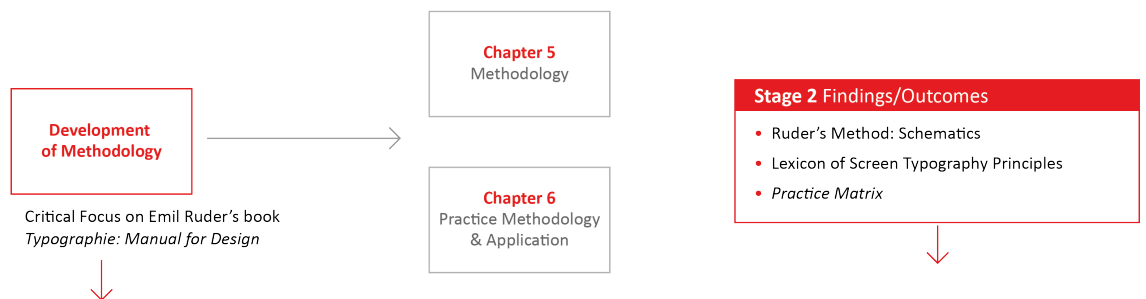 Development
of Methodology
Critical Focus on Emil Ruder's book
Typographie: Manual for Design
Chapter 5
Methodology
Chapter 6
Practice Methodology
& Application
Stage 2 Findings/Outcomes
• Ruder's Method: Schematics
• Lexicon of Screen Typography Principles
• Practice Matrix